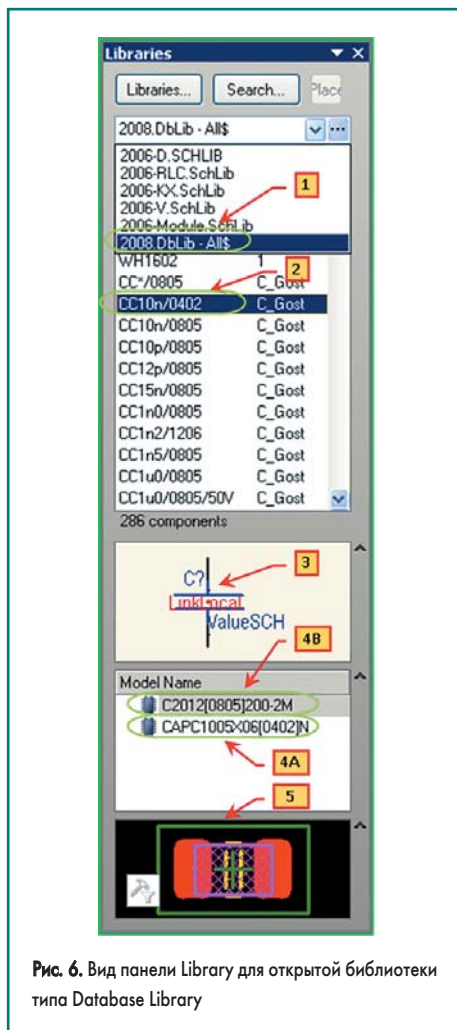 Libraries
Libraries... Search... Place
2008.DbLib - All$
2006-D.SCHLIB
2006-RLC.SchLib
2006-KX.SchLib
2006-V.SchLib
2006-Module.SchLib
2008.DbLib - All$
1
WH1602 1
2
CC*/0805 C_Gost
CC10n/0402 C_Gost
CC10n/0805 C_Gost
CC10p/0805 C_Gost
CC12p/0805 C_Gost
CC15n/0805 C_Gost
CC1n0/0805 C_Gost
CC1n2/1206 C_Gost
CC1n5/0805 C_Gost
CC1u0/0805 C_Gost
CC1u0/0805/50V C_Gost
286 components
3
C?
LinkLocal
ValueSCH
4B
Model Name
C2012[0805]200-2M
CAPC1005X06[0402]N
4A
5
Рис. 6. Вид панели Library для открытой библиотеки
типа Database Library